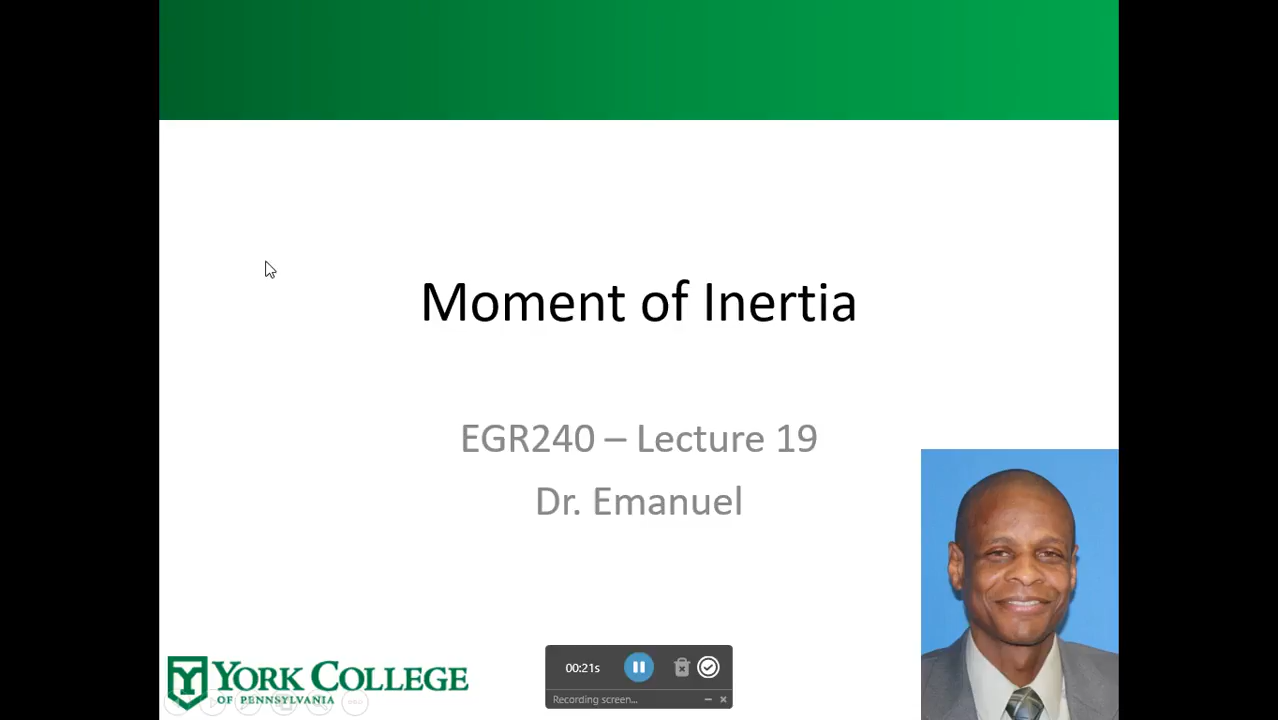 Moment of Inertia
EGR240 – Lecture 19
Dr. Emanuel
YORK COLLEGE
OF PENNSYLVANIA
00:21s
Recording screen...